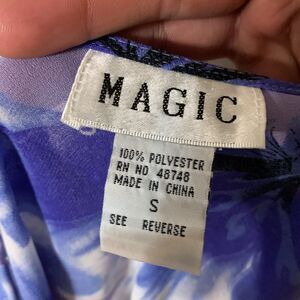 MAGIC
100% POLYESTER
RN NO 48748
MADE IN CHINA
S
SEE REVERSE